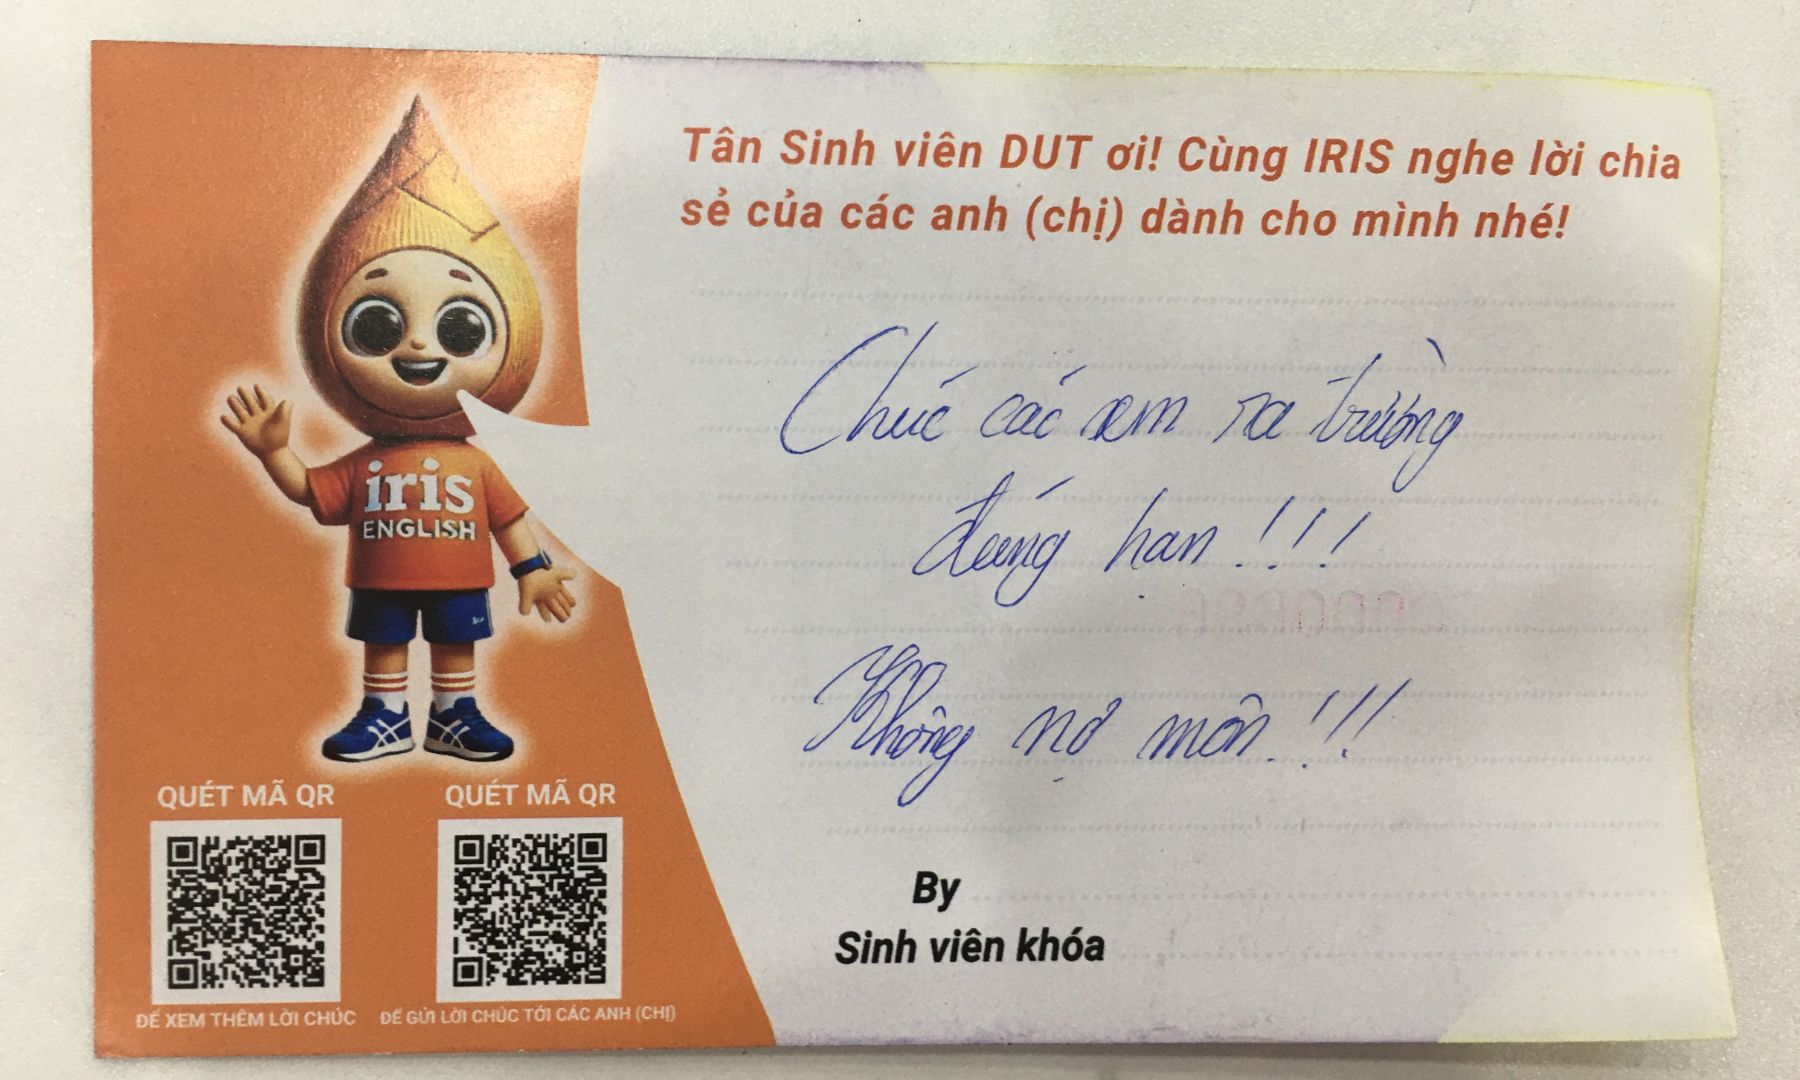 Tân Sinh viên DUT ơi! Cùng IRIS nghe lời chia
sẻ của các anh (chị) dành cho mình nhé!
Chúc các em ra trường
đúng hạn !!!
Không nợ môn !!!
By
Sinh viên khóa
iris
ENGLISH
QUÉT MÃ QR
QUÉT MÃ QR
ĐỂ XEM THÊM LỜI CHÚC
ĐỂ GỬI LỜI CHÚC TỚI CÁC ANH (CHỊ)